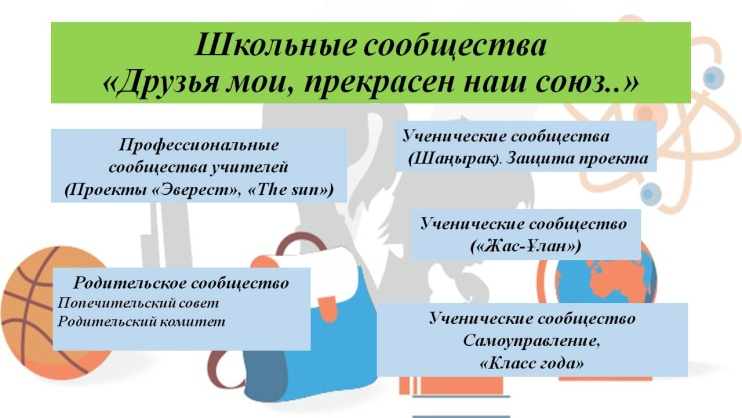 Школьные сообщества
«Друзья мои, прекрасен наш союз..»
Профессиональные
сообщества учителей
(Проекты «Эверест», «The sun»)
Ученические сообщества
(Шаңырақ). Защита проекта
Ученические сообщество
(«Жас-Ұлан»)
Родительское сообщество
Попечительский совет
Родительский комитет
Ученические сообщество
Самоуправление,
«Класс года»